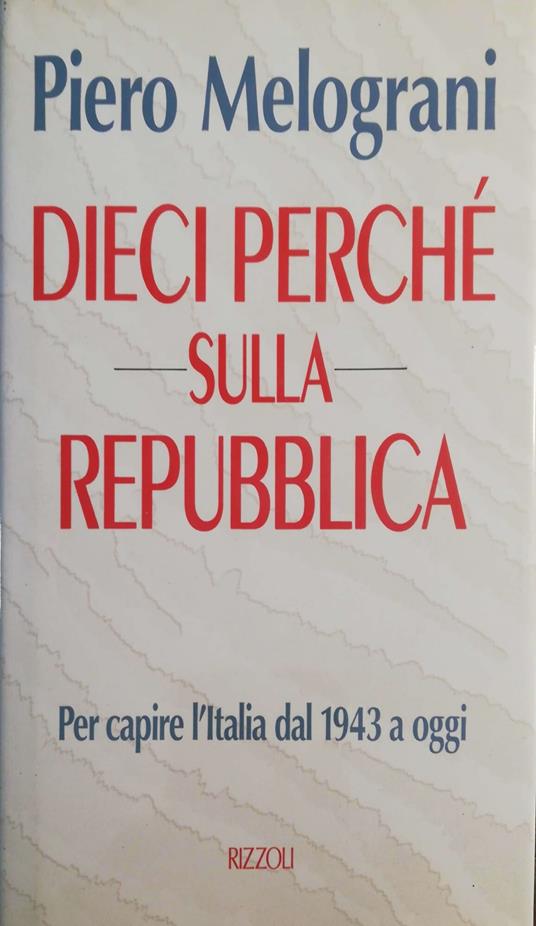 Piero Melograni
DIECI PERCHÉ
SULLA
REPUBBLICA
Per capire l'Italia dal 1943 a oggi
RIZZOLI